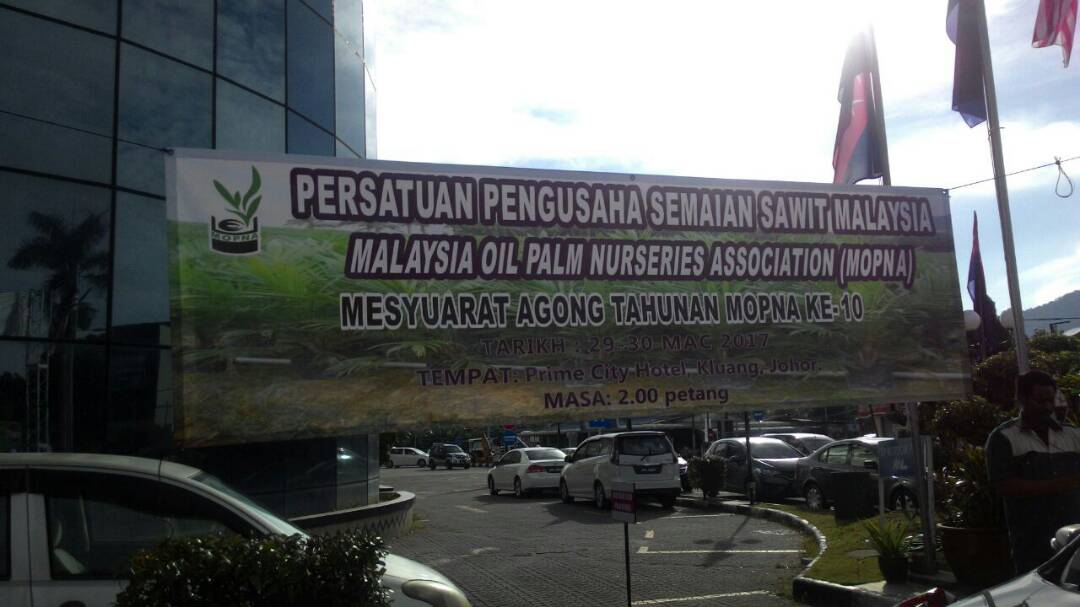 PERSATUAN PENGUSAHA SEMAIAN SAWIT MALAYSIA
MOPNA
MALAYSIA OIL PALM NURSERIES ASSOCIATION (MOPNA)
MESYUARAT AGONG TAHUNAN MOPNA KE-10
TARIKH : 29-30 MAC 2017
TEMPAT: Prime City Hotel Kluang, Johor.
MASA: 2.00 petang